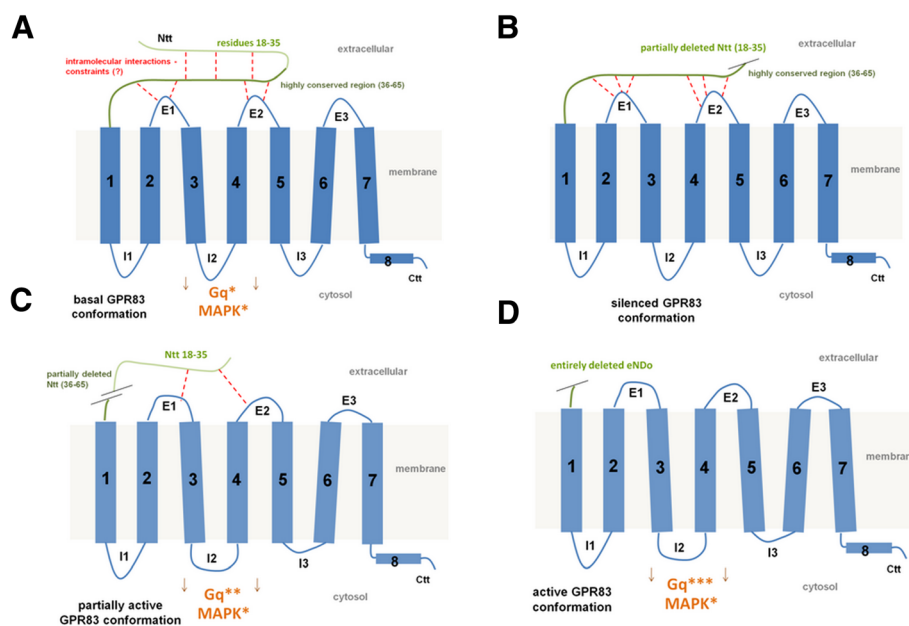 A
Ntt
residues 18-35
extracellular
intramolecular interactions -
constraints (?)
highly conserved region (36-65)
E1
E2
E3
1 2 3 4 5 6 7
membrane
I1
I2
I3
8
Ctt
basal GPR83
conformation
Gq*
MAPK*
cytosol
B
partially deleted Ntt (18-35)
extracellular
highly conserved region (36-65)
E1
E2
E3
1 2 3 4 5 6 7
membrane
I1
I2
I3
8
Ctt
silenced GPR83
conformation
cytosol
C
Ntt 18-35
partially deleted
Ntt (36-65)
extracellular
E1
E2
E3
1 2 3 4 5 6 7
membrane
I1
I2
I3
8
Ctt
partially active
GPR83 conformation
Gq**
MAPK*
cytosol
D
entirely deleted eNDo
extracellular
E1
E2
E3
1 2 3 4 5 6 7
membran
I1
I2
I3
8
Ctt
active GPR83
conformation
Gq***
MAPK*
cytosol